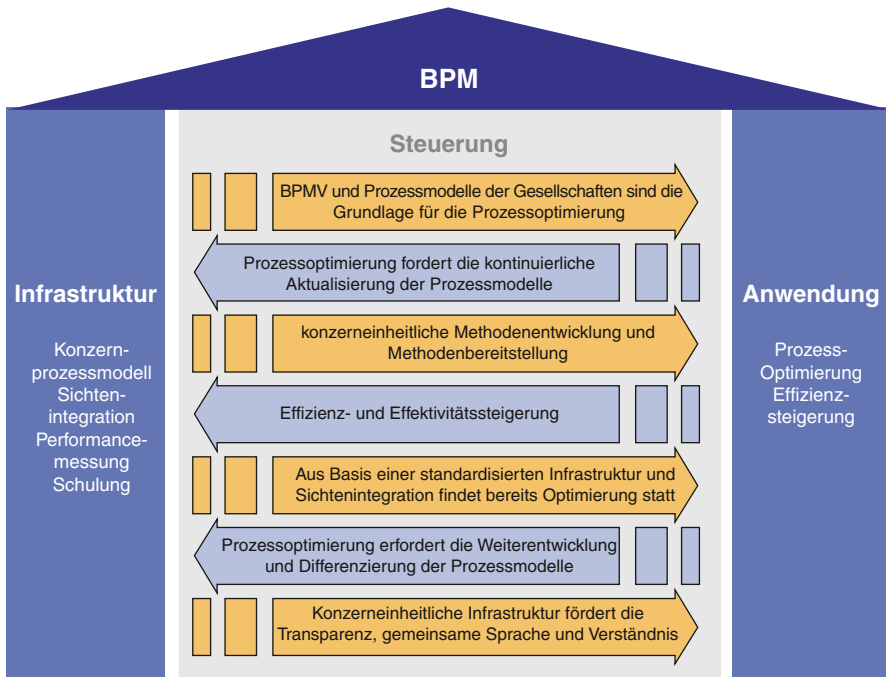 BPM
Steuerung
BPMV und Prozessmodelle der Gesellschaften sind die
Grundlage für die Prozessoptimierung
Prozessoptimierung fordert die kontinuierliche
Aktualisierung der Prozessmodelle
konzerneinheitliche Methodenentwicklung und
Methodenbereitstellung
Effizienz- und Effektivitätssteigerung
Aus Basis einer standardisierten Infrastruktur und
Sichtenintegration findet bereits Optimierung statt
Prozessoptimierung erfordert die Weiterentwicklung
und Differenzierung der Prozessmodelle
Konzerneinheitliche Infrastruktur fördert die
Transparenz, gemeinsame Sprache und Verständnis
Infrastruktur
Konzern-
prozessmodell
Sichten-
integration
Performance-
messung
Schulung
Anwendung
Prozess-
Optimierung
Effizienz-
steigerung